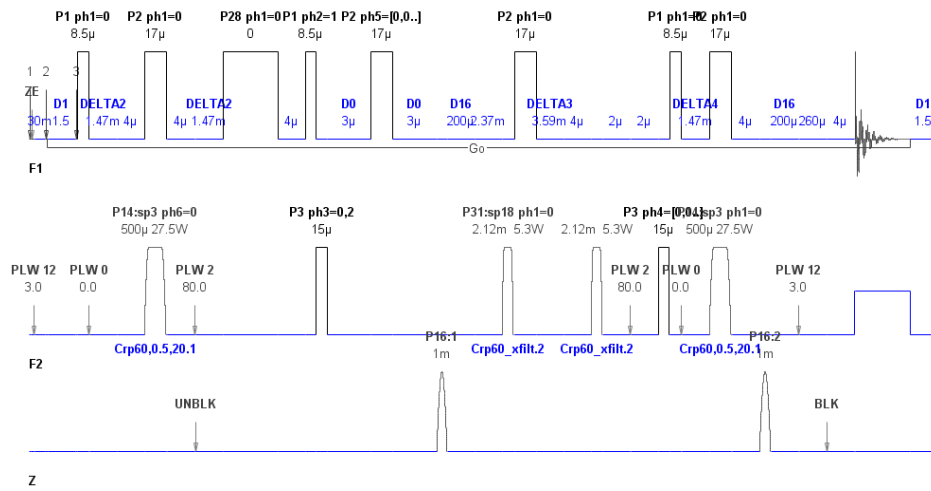 P1 ph1=0 P2 ph1=0 P28 ph1=0 P1 ph2=1 P2 ph5=[0,0..] P2 ph1=0 P1 ph1=0 P2 ph1=0
8.5µ 17µ 0 8.5µ 17µ 17µ 8.5µ 17µ
1 2 3
ZE
D1 DELTA2 DELTA2 D0 D0 D16 DELTA3 DELTA4 D16 D1
30m 1.5 1.47m 4µ 4µ 1.47m 4µ 3µ 3µ 200µ 2.37m 3.59m 4µ 2µ 2µ 1.47m 4µ 200µ 260µ 4µ 1.5
Go
F1
P14:sp3 ph6=0 P3 ph3=0,2 P31:sp18 ph1=0 P3 ph4=[0,0..] sp3 ph1=0
500µ 27.5W 15µ 2.12m 5.3W 2.12m 5.3W 15µ 500µ 27.5W
PLW 12 PLW 0 PLW 2 PLW 2 PLW 0 PLW 12
3.0 0.0 80.0 80.0 0.0 3.0
Crp60,0.5,20.1 Crp60_xfilt.2 Crp60_xfilt.2 Crp60,0.5,20.1
F2
P16:1 P16:2
1m 1m
UNBLK BLK
Z